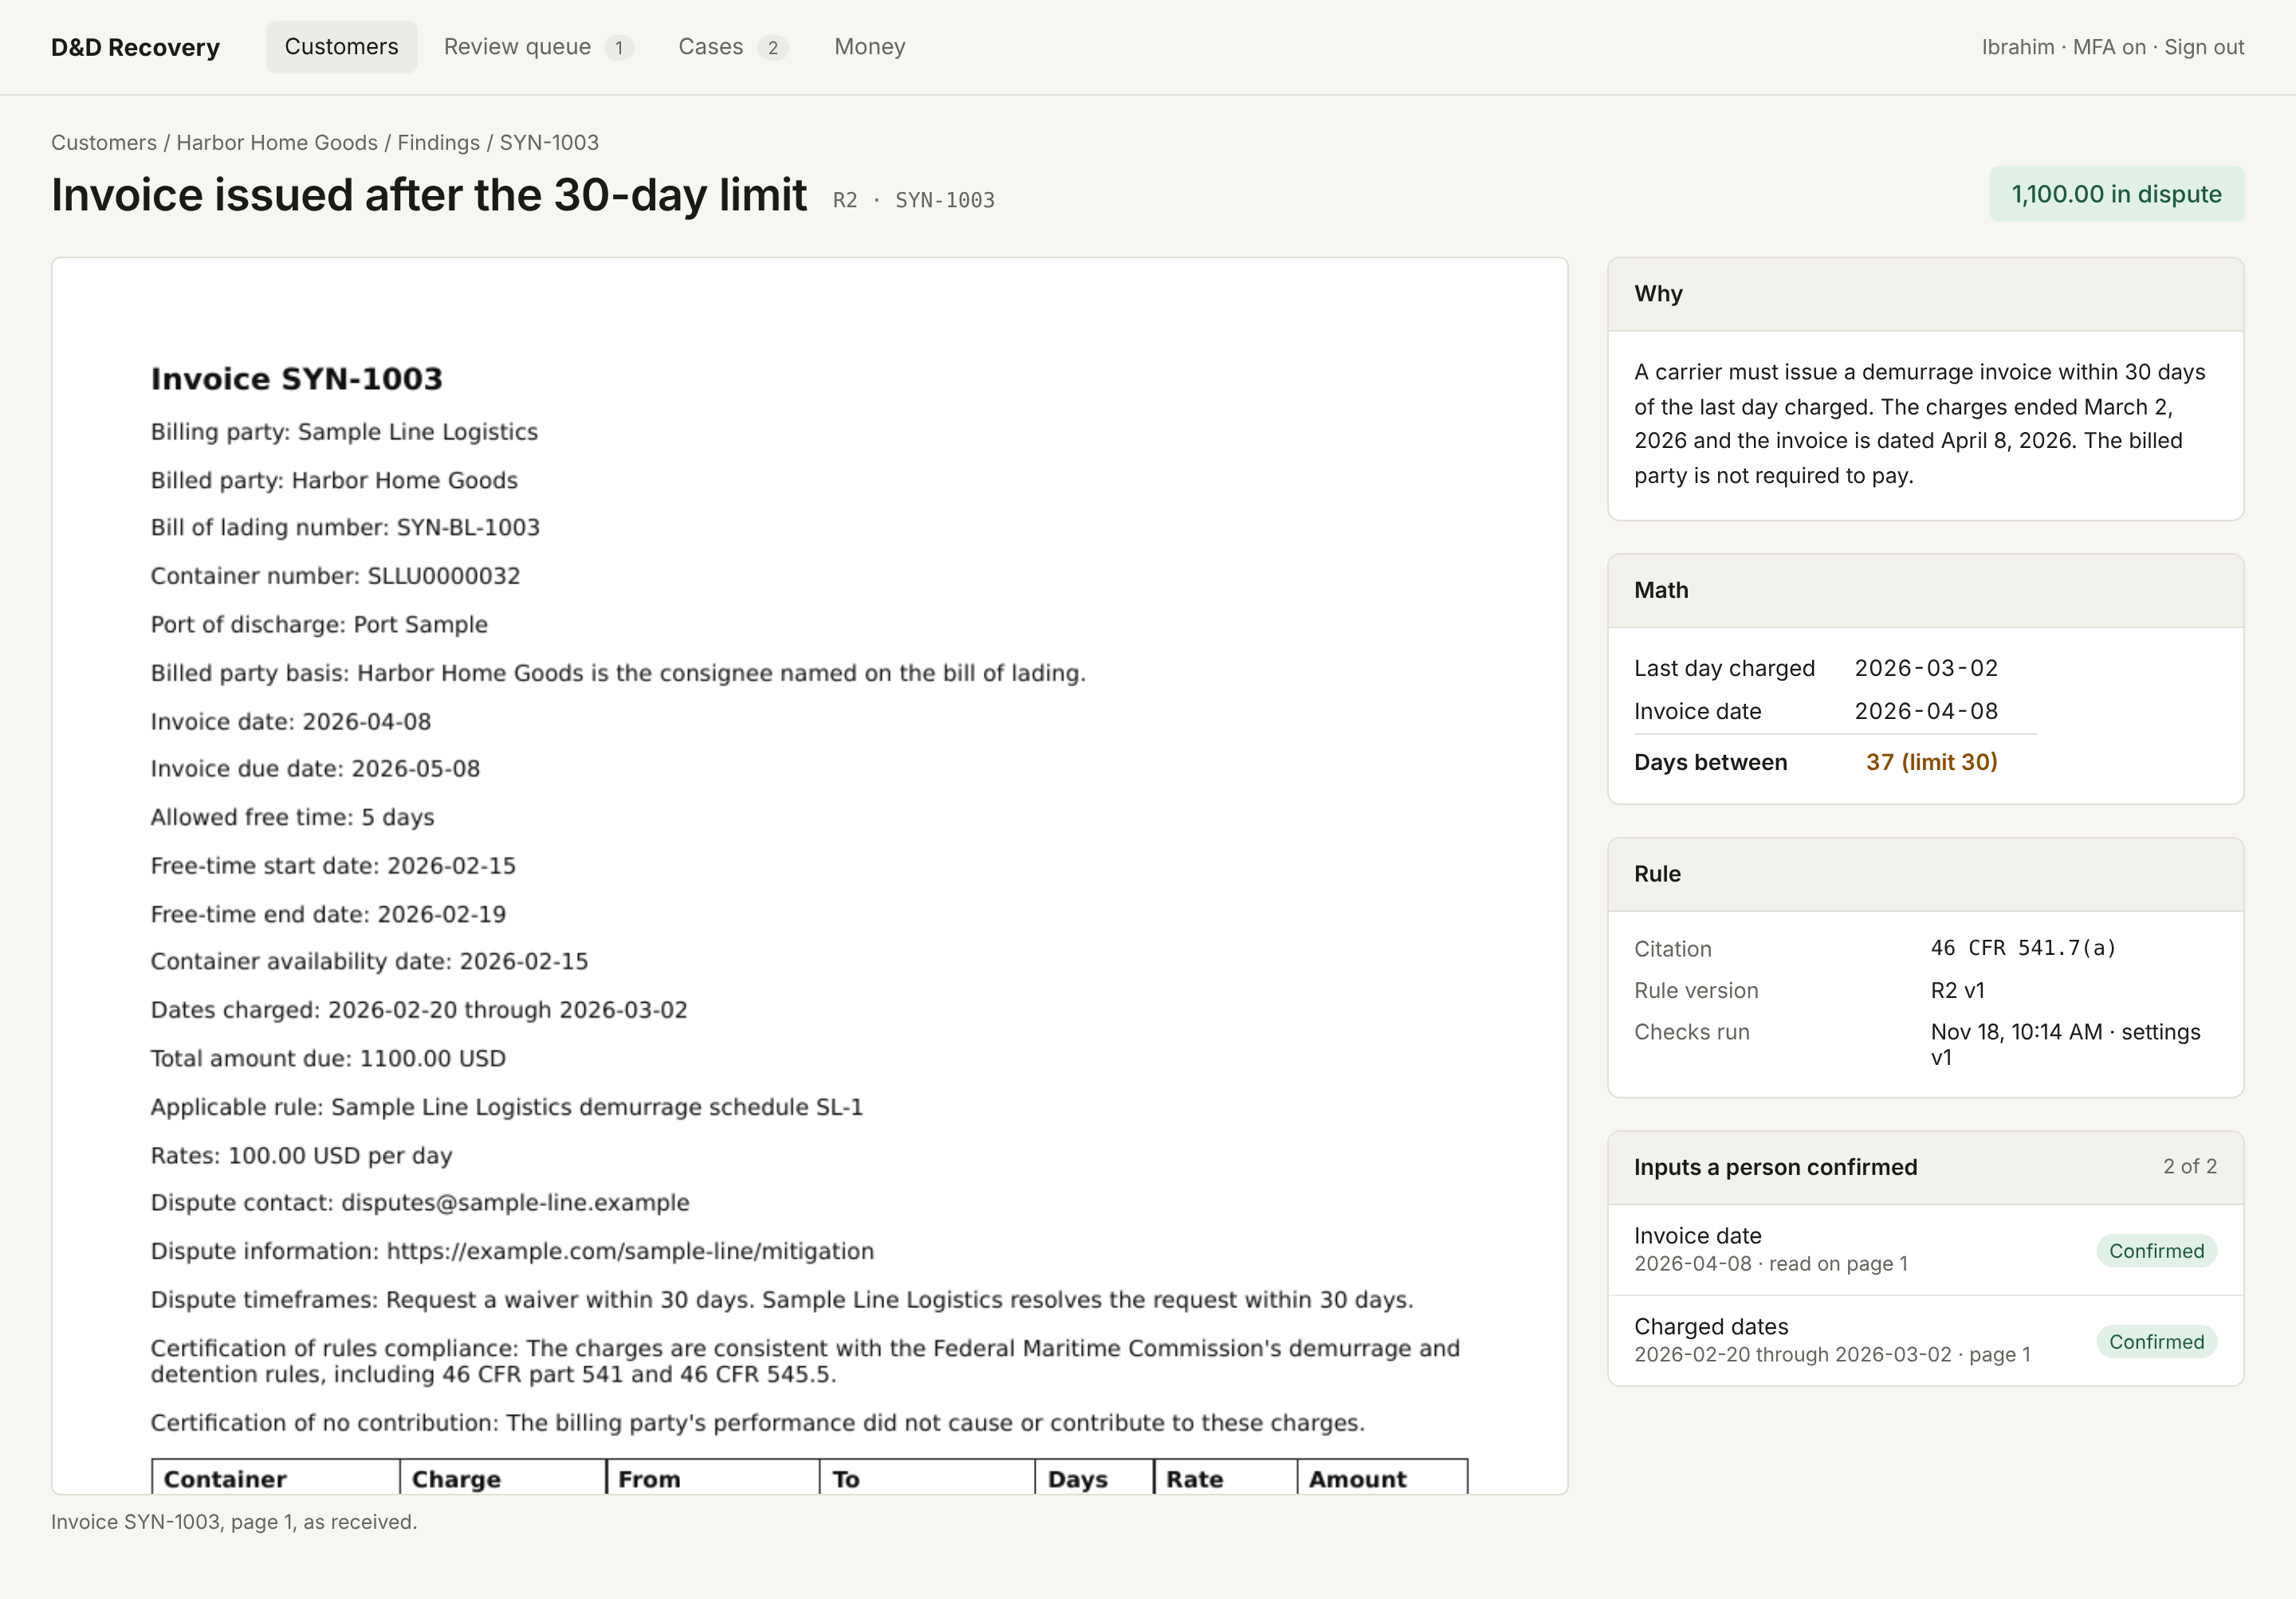 D&D Recovery Customers Review queue 1 Cases 2 Money Ibrahim · MFA on · Sign out
Customers / Harbor Home Goods / Findings / SYN-1003
Invoice issued after the 30-day limit R2 · SYN-1003 1,100.00 in dispute
Invoice SYN-1003
Billing party: Sample Line Logistics
Billed party: Harbor Home Goods
Bill of lading number: SYN-BL-1003
Container number: SLLU0000032
Port of discharge: Port Sample
Billed party basis: Harbor Home Goods is the consignee named on the bill of lading.
Invoice date: 2026-04-08
Invoice due date: 2026-05-08
Allowed free time: 5 days
Free-time start date: 2026-02-15
Free-time end date: 2026-02-19
Container availability date: 2026-02-15
Dates charged: 2026-02-20 through 2026-03-02
Total amount due: 1100.00 USD
Applicable rule: Sample Line Logistics demurrage schedule SL-1
Rates: 100.00 USD per day
Dispute contact: disputes@sample-line.example
Dispute information: https://example.com/sample-line/mitigation
Dispute timeframes: Request a waiver within 30 days. Sample Line Logistics resolves the request within 30 days.
Certification of rules compliance: The charges are consistent with the Federal Maritime Commission's demurrage and
detention rules, including 46 CFR part 541 and 46 CFR 545.5.
Certification of no contribution: The billing party's performance did not cause or contribute to these charges.
Container Charge From To Days Rate Amount
Invoice SYN-1003, page 1, as received.
Why
A carrier must issue a demurrage invoice within 30 days
of the last day charged. The charges ended March 2,
2026 and the invoice is dated April 8, 2026. The billed
party is not required to pay.
Math
Last day charged 2026-03-02
Invoice date 2026-04-08
Days between 37 (limit 30)
Rule
Citation 46 CFR 541.7(a)
Rule version R2 v1
Checks run Nov 18, 10:14 AM · settings
v1
Inputs a person confirmed 2 of 2
Invoice date
2026-04-08 · read on page 1
Confirmed
Charged dates
2026-02-20 through 2026-03-02 · page 1
Confirmed